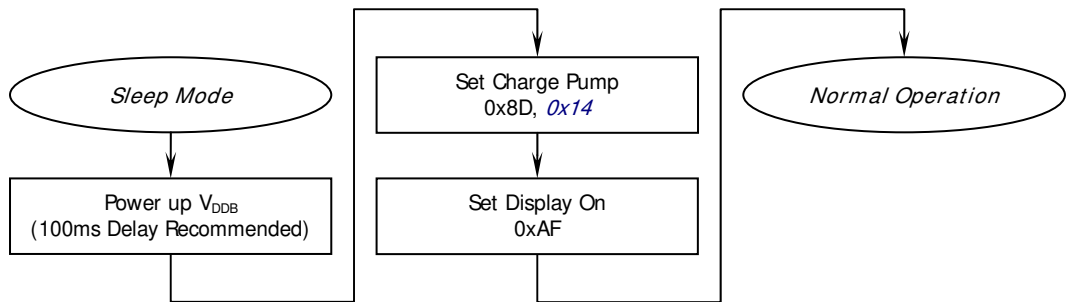 Sleep Mode
Power up VDDB
(100ms Delay Recommended)
Set Charge Pump
0x8D, 0x14
Set Display On
0xAF
Normal Operation